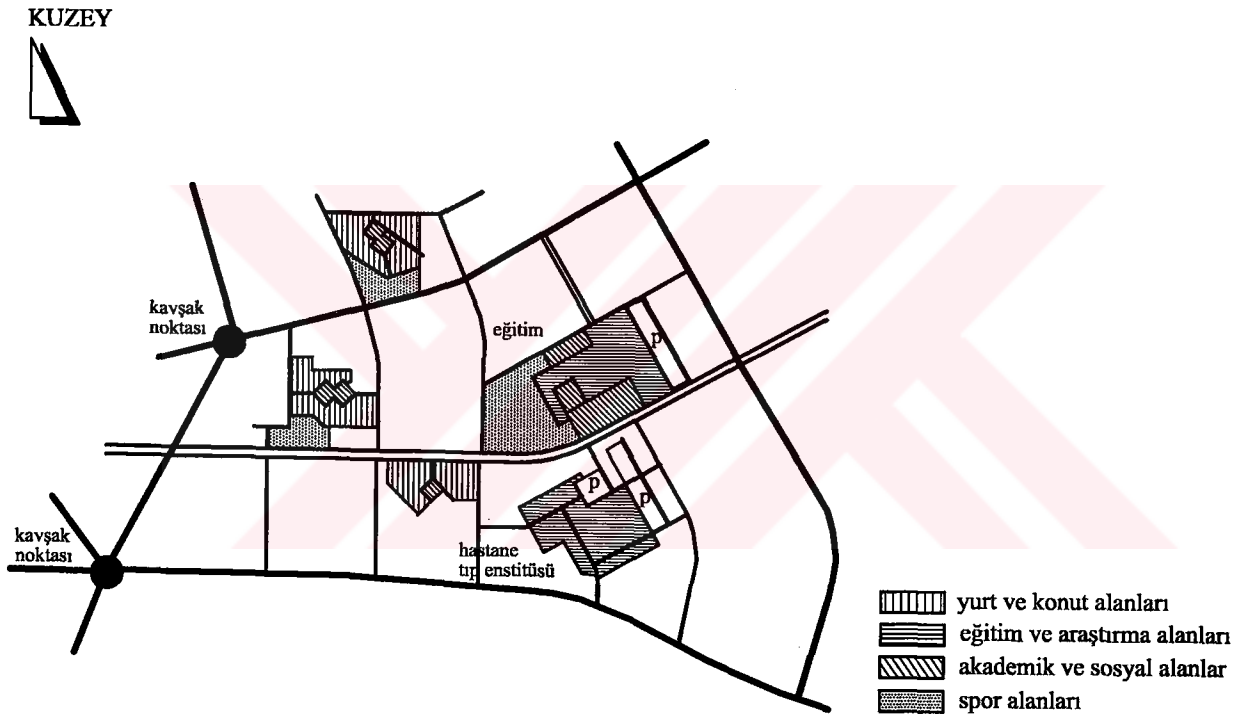 KUZEY
kavşak
noktası
eğitim
p
kavşak
noktası
p
p
hastane
tıp enstitüsü
yurt ve konut alanları
eğitim ve araştırma alanları
akademik ve sosyal alanlar
spor alanları